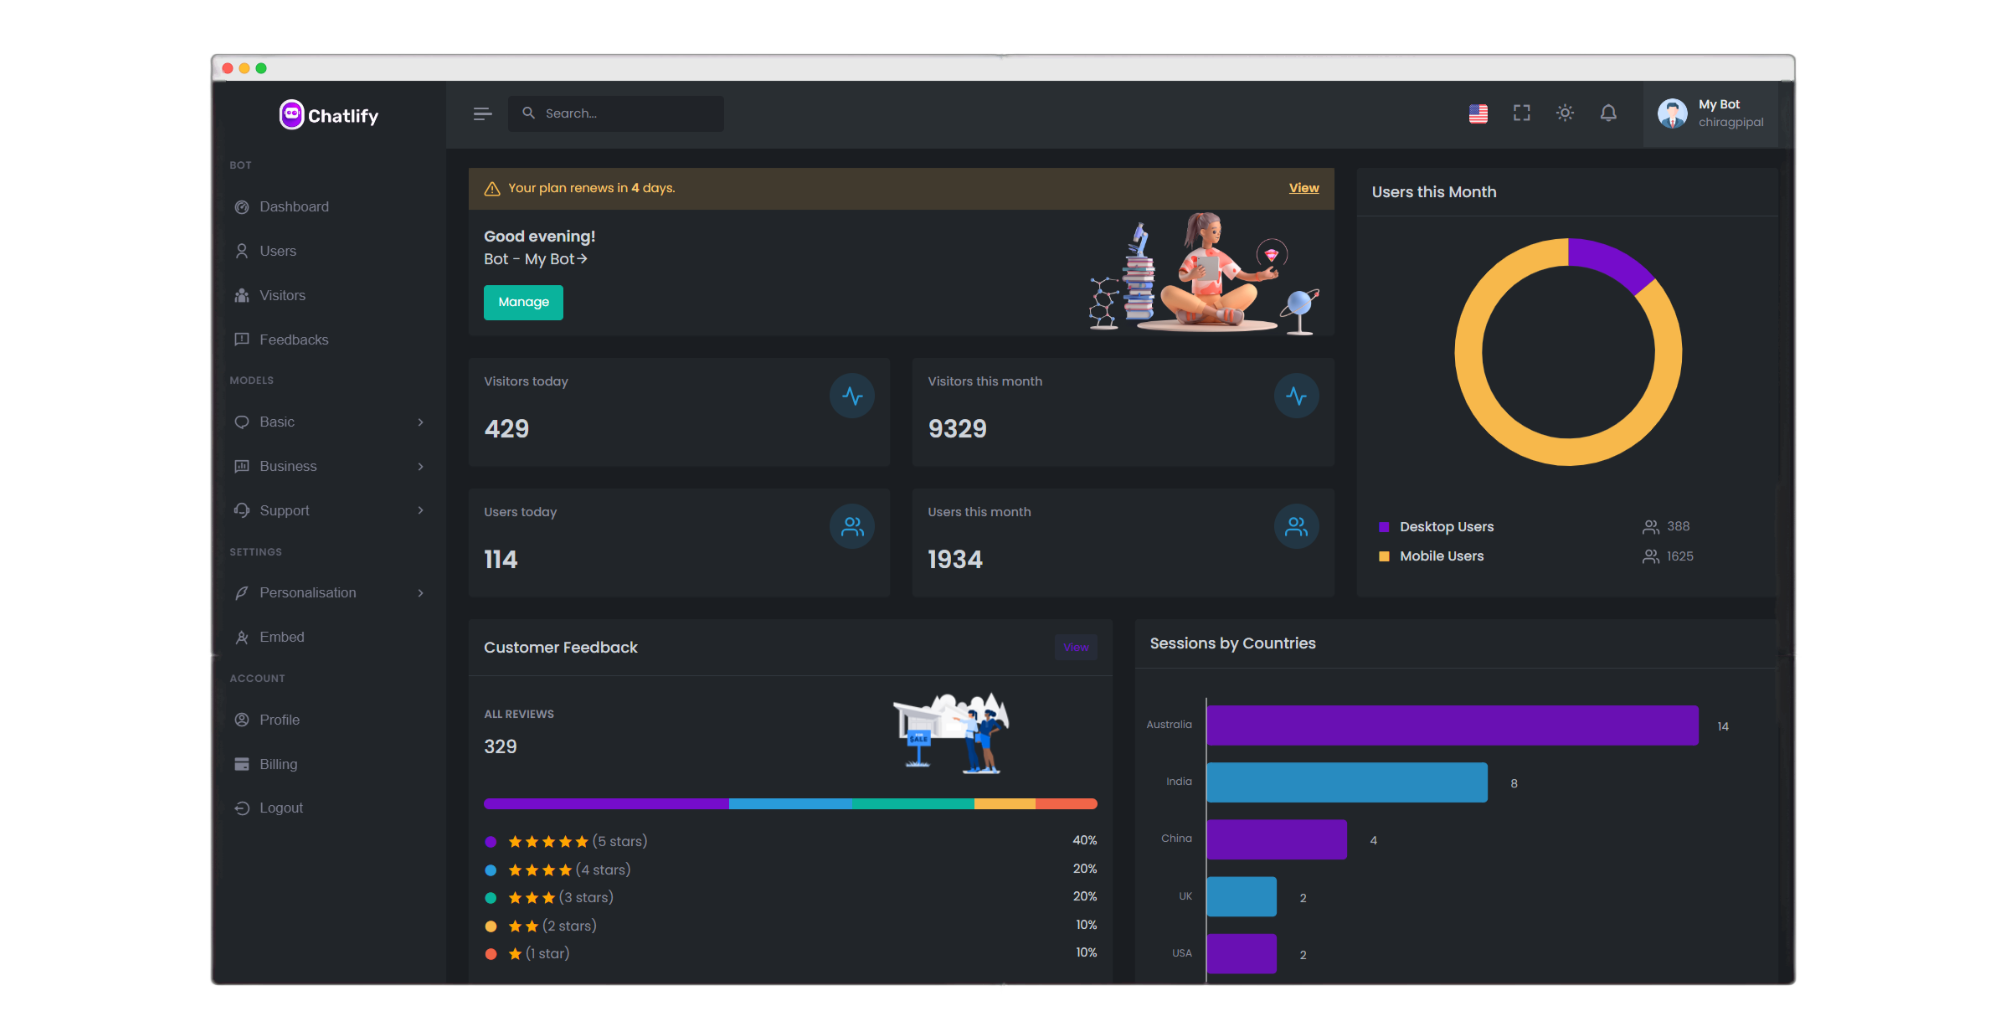 Chatlify
Search...
My Bot
chiragpipal
BOT
Dashboard
Users
Visitors
Feedbacks
MODELS
Basic
Business
Support
SETTINGS
Personalisation
Embed
ACCOUNT
Profile
Billing
Logout
Your plan renews in 4 days. View
Good evening!
Bot - My Bot→
Manage
Visitors today
429
Visitors this month
9329
Users today
114
Users this month
1934
Users this Month
Desktop Users 388
Mobile Users 1625
Customer Feedback View
ALL REVIEWS
329
SALE
(5 stars) 40%
(4 stars) 20%
(3 stars) 20%
(2 stars) 10%
(1 star) 10%
Sessions by Countries
Australia 14
India 8
China 4
UK 2
USA 2